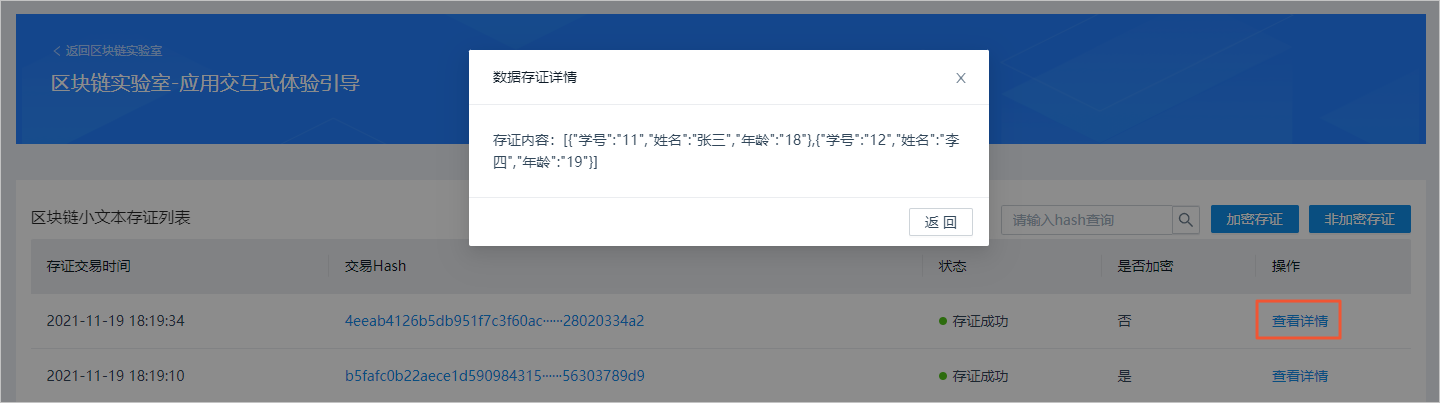 返回区块链实验室
区块链实验室-应用交互式体验引导
数据存证详情
存证内容：[{"学号":"11","姓名":"张三","年龄":"18"},{"学号":"12","姓名":"李
四","年龄":"19"}]
返 回
区块链小文本存证列表
请输入hash查询
加密存证
非加密存证
存证交易时间 交易Hash 状态 是否加密 操作
2021-11-19 18:19:34 4eeab4126b5db951f7c3f60ac······28020334a2 存证成功 否 查看详情
2021-11-19 18:19:10 b5fafc0b22aece1d590984315······56303789d9 存证成功 是 查看详情